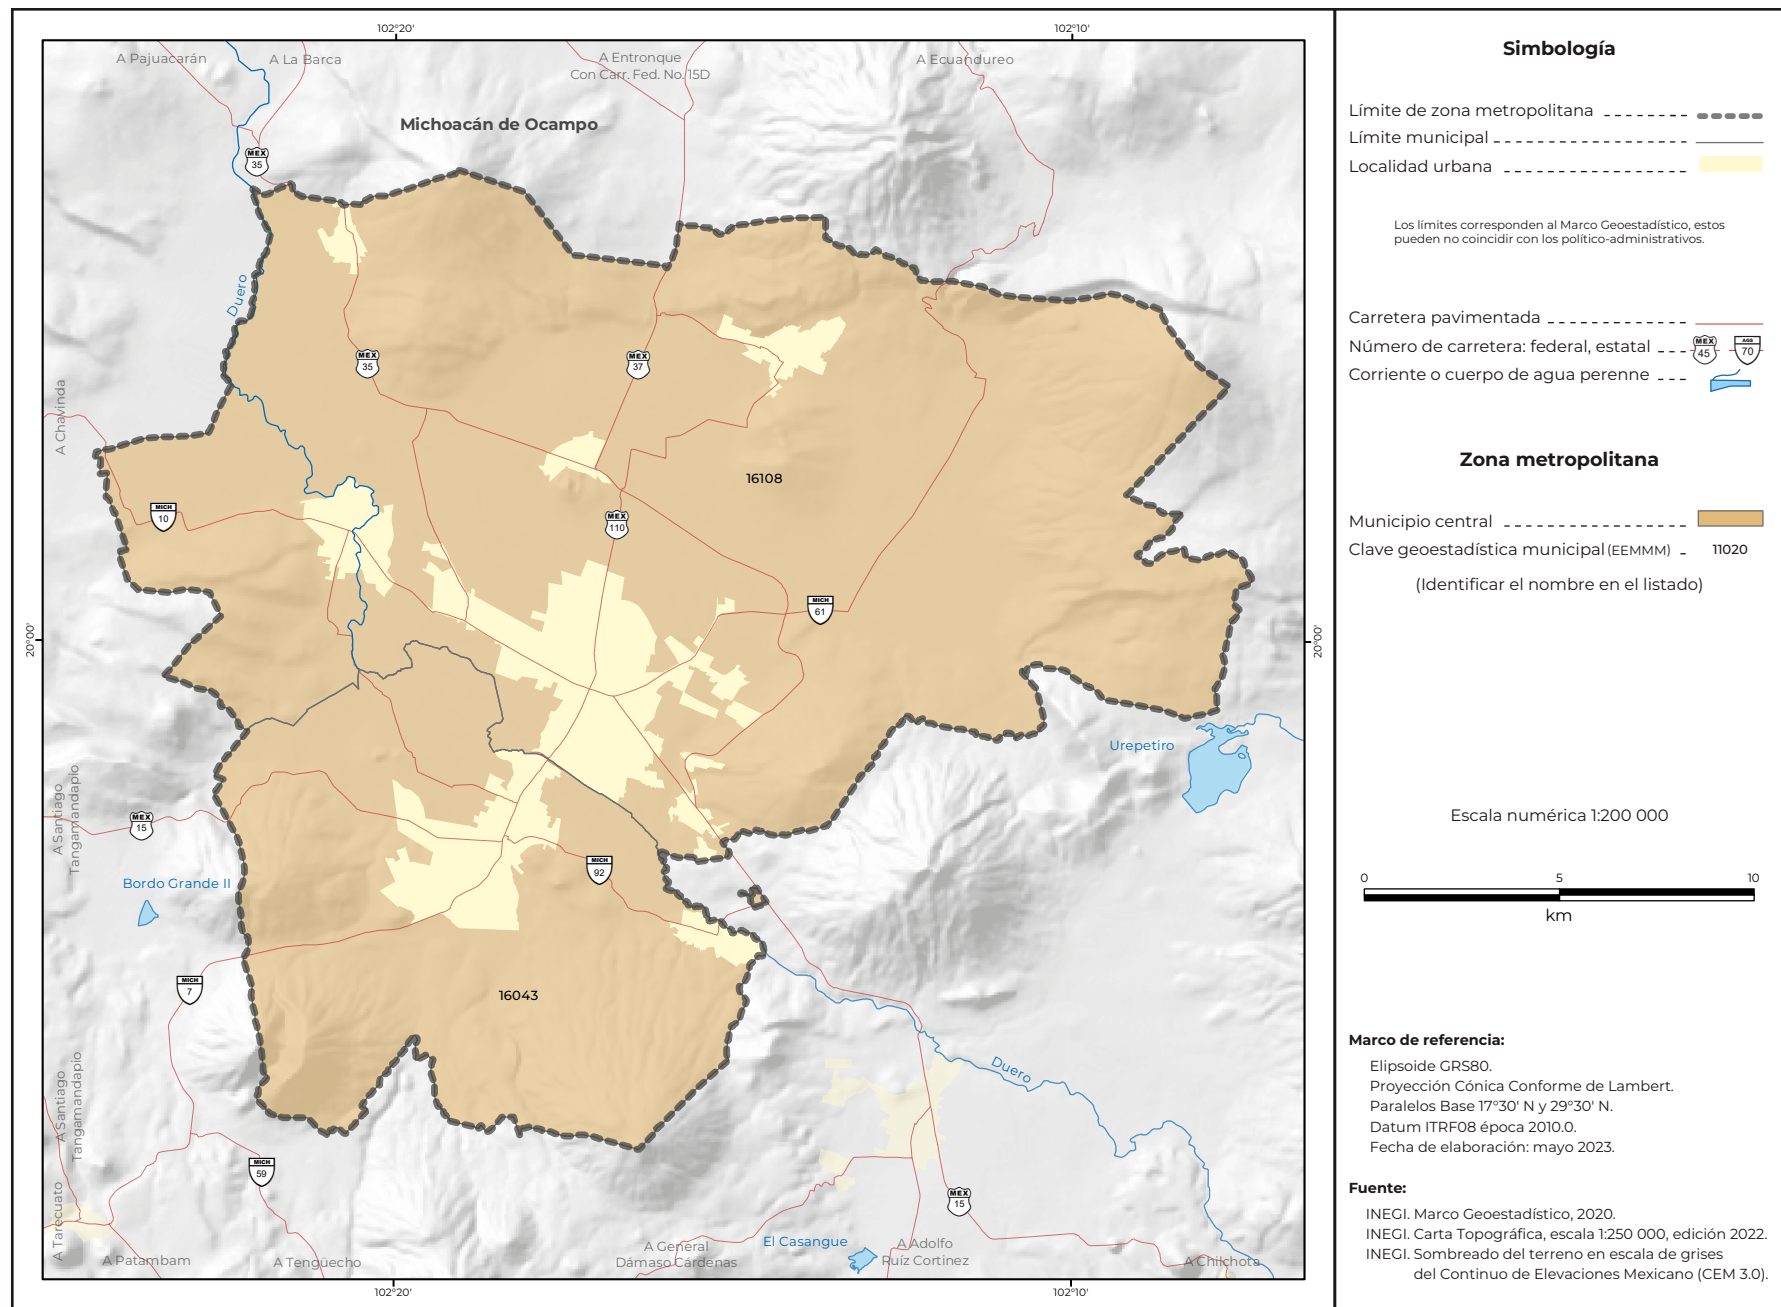 102°20'
102°10'
A Pajuacarán
A La Barca
A Entronque
Con Carr. Fed. No. 15D
A Ecuandureo
Michoacán de Ocampo
MEX
35
Duero
MEX
35
MEX
37
A Chavinda
16108
MICH
10
MEX
110
MICH
61
20°00'
20°00'
Urepetiro
A Santiago
Tangamandapio
MEX
15
MICH
92
Bordo Grande II
MICH
7
16043
Duero
A Santiago
Tangamandapio
MICH
59
MEX
15
A Tarecuato
A Patambam
A Tengüecho
A General
Dámaso Cárdenas
El Casangue
A Adolfo
Ruíz Cortinez
A Chilchota
102°20'
102°10'
Simbología
Límite de zona metropolitana
Límite municipal
Localidad urbana
Los límites corresponden al Marco Geoestadístico, estos
pueden no coincidir con los político-administrativos.
Carretera pavimentada
Número de carretera: federal, estatal
MEX
45
AGS
70
Corriente o cuerpo de agua perenne
Zona metropolitana
Municipio central
Clave geoestadística municipal (EEMMM) 11020
(Identificar el nombre en el listado)
Escala numérica 1:200 000
0 5 10
km
Marco de referencia:
Elipsoide GRS80.
Proyección Cónica Conforme de Lambert.
Paralelos Base 17°30' N y 29°30' N.
Datum ITRF08 época 2010.0.
Fecha de elaboración: mayo 2023.
Fuente:
INEGI. Marco Geoestadístico, 2020.
INEGI. Carta Topográfica, escala 1:250 000, edición 2022.
INEGI. Sombreado del terreno en escala de grises
del Continuo de Elevaciones Mexicano (CEM 3.0).